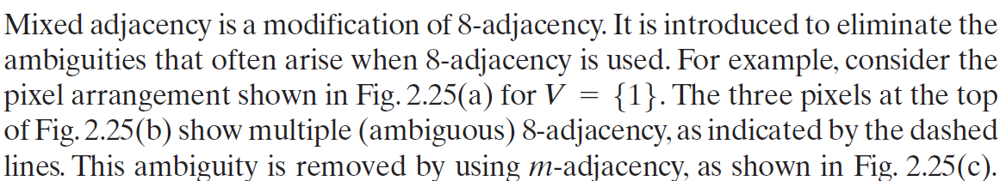 Mixed adjacency is a modification of 8-adjacency. It is introduced to eliminate the
ambiguities that often arise when 8-adjacency is used. For example, consider the
pixel arrangement shown in Fig. 2.25(a) for V = {1}. The three pixels at the top
of Fig. 2.25(b) show multiple (ambiguous) 8-adjacency, as indicated by the dashed
lines. This ambiguity is removed by using m-adjacency, as shown in Fig. 2.25(c).